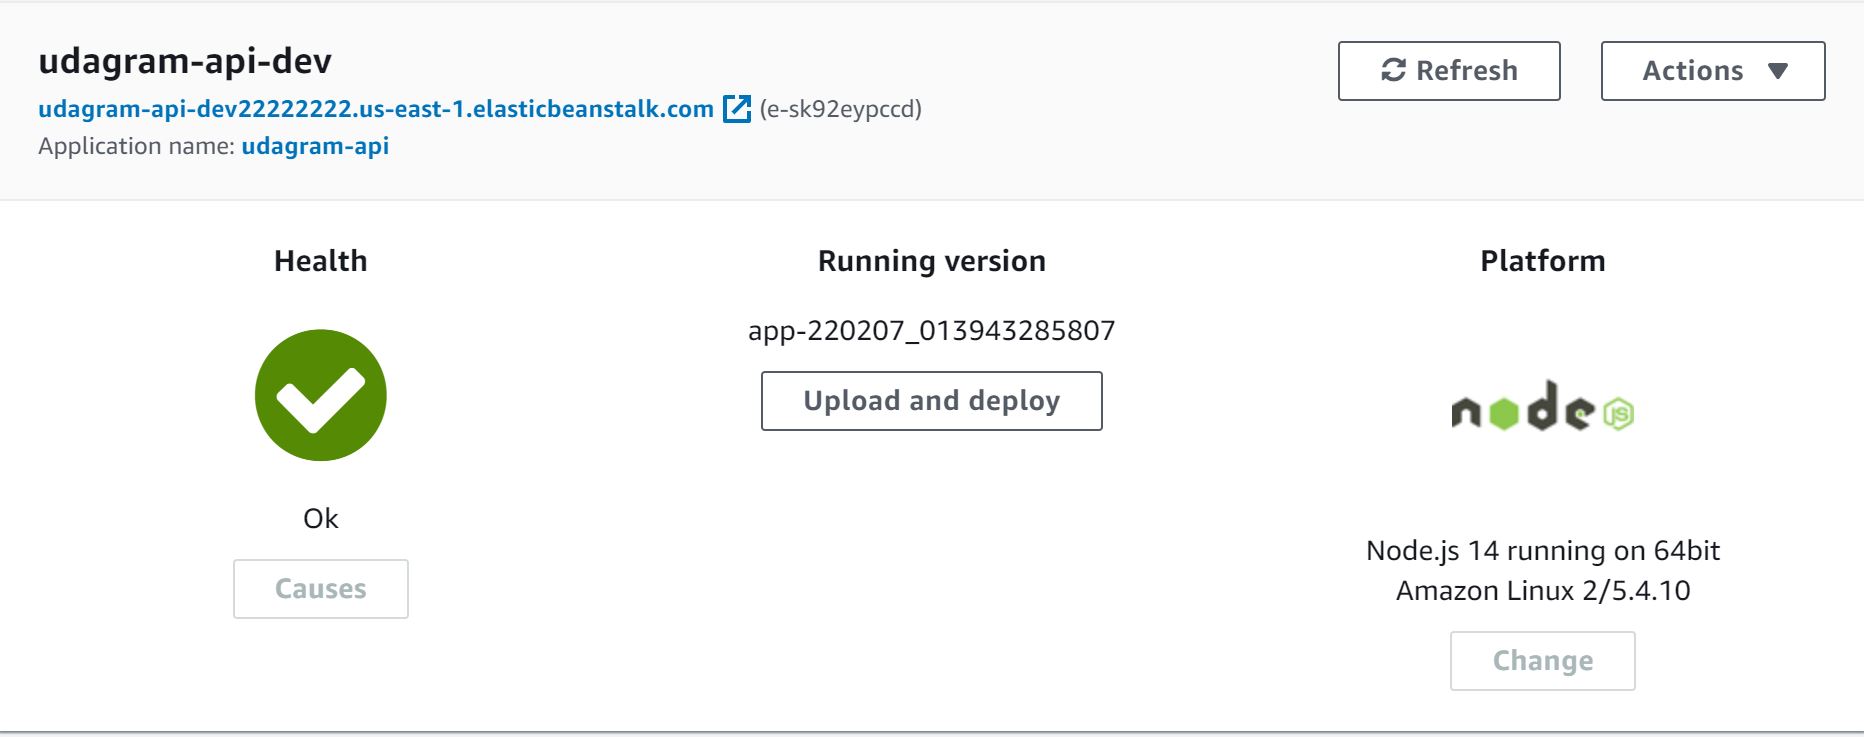 udagram-api-dev
Refresh
Actions
udagram-api-dev22222222.us-east-1.elasticbeanstalk.com (e-sk92eypccd)
Application name: udagram-api
Health
Ok
Causes
Running version
app-220207_013943285807
Upload and deploy
Platform
node JS
Node.js 14 running on 64bit
Amazon Linux 2/5.4.10
Change